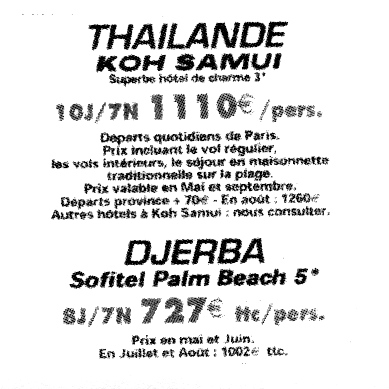 THAILANDE
KOH SAMUI
Superbe hôtel de charme 3*
10J/7N 1110€/pers.
Départs quotidiens de Paris.
Prix incluant le vol régulier,
les vols intérieurs, le séjour en maisonnette
traditionnelle sur la plage.
Prix valable en Mai et septembre.
Départs province + 70€ - En août : 1260€
Autres hôtels à Koh Samui : nous consulter.
DJERBA
Sofitel Palm Beach 5*
8J/7N 727€ ttc/pers.
Prix en mai et Juin.
En Juillet et Août : 1002€ ttc.